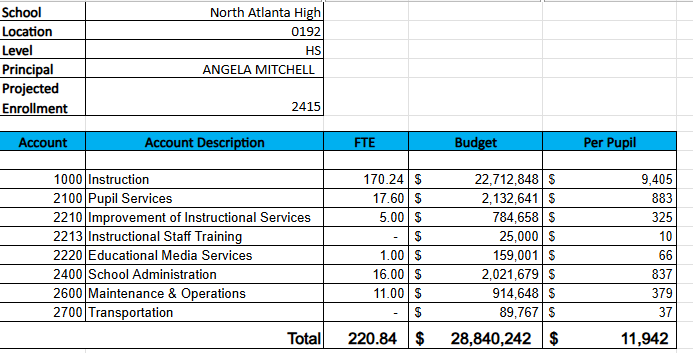 School North Atlanta High
Location 0192
Level HS
Principal ANGELA MITCHELL
Projected
Enrollment 2415
Account Account Description FTE Budget Per Pupil
1000 Instruction 170.24 $ 22,712,848 $ 9,405
2100 Pupil Services 17.60 $ 2,132,641 $ 883
2210 Improvement of Instructional Services 5.00 $ 784,658 $ 325
2213 Instructional Staff Training - $ 25,000 $ 10
2220 Educational Media Services 1.00 $ 159,001 $ 66
2400 School Administration 16.00 $ 2,021,679 $ 837
2600 Maintenance & Operations 11.00 $ 914,648 $ 379
2700 Transportation - $ 89,767 $ 37
Total 220.84 $ 28,840,242 $ 11,942